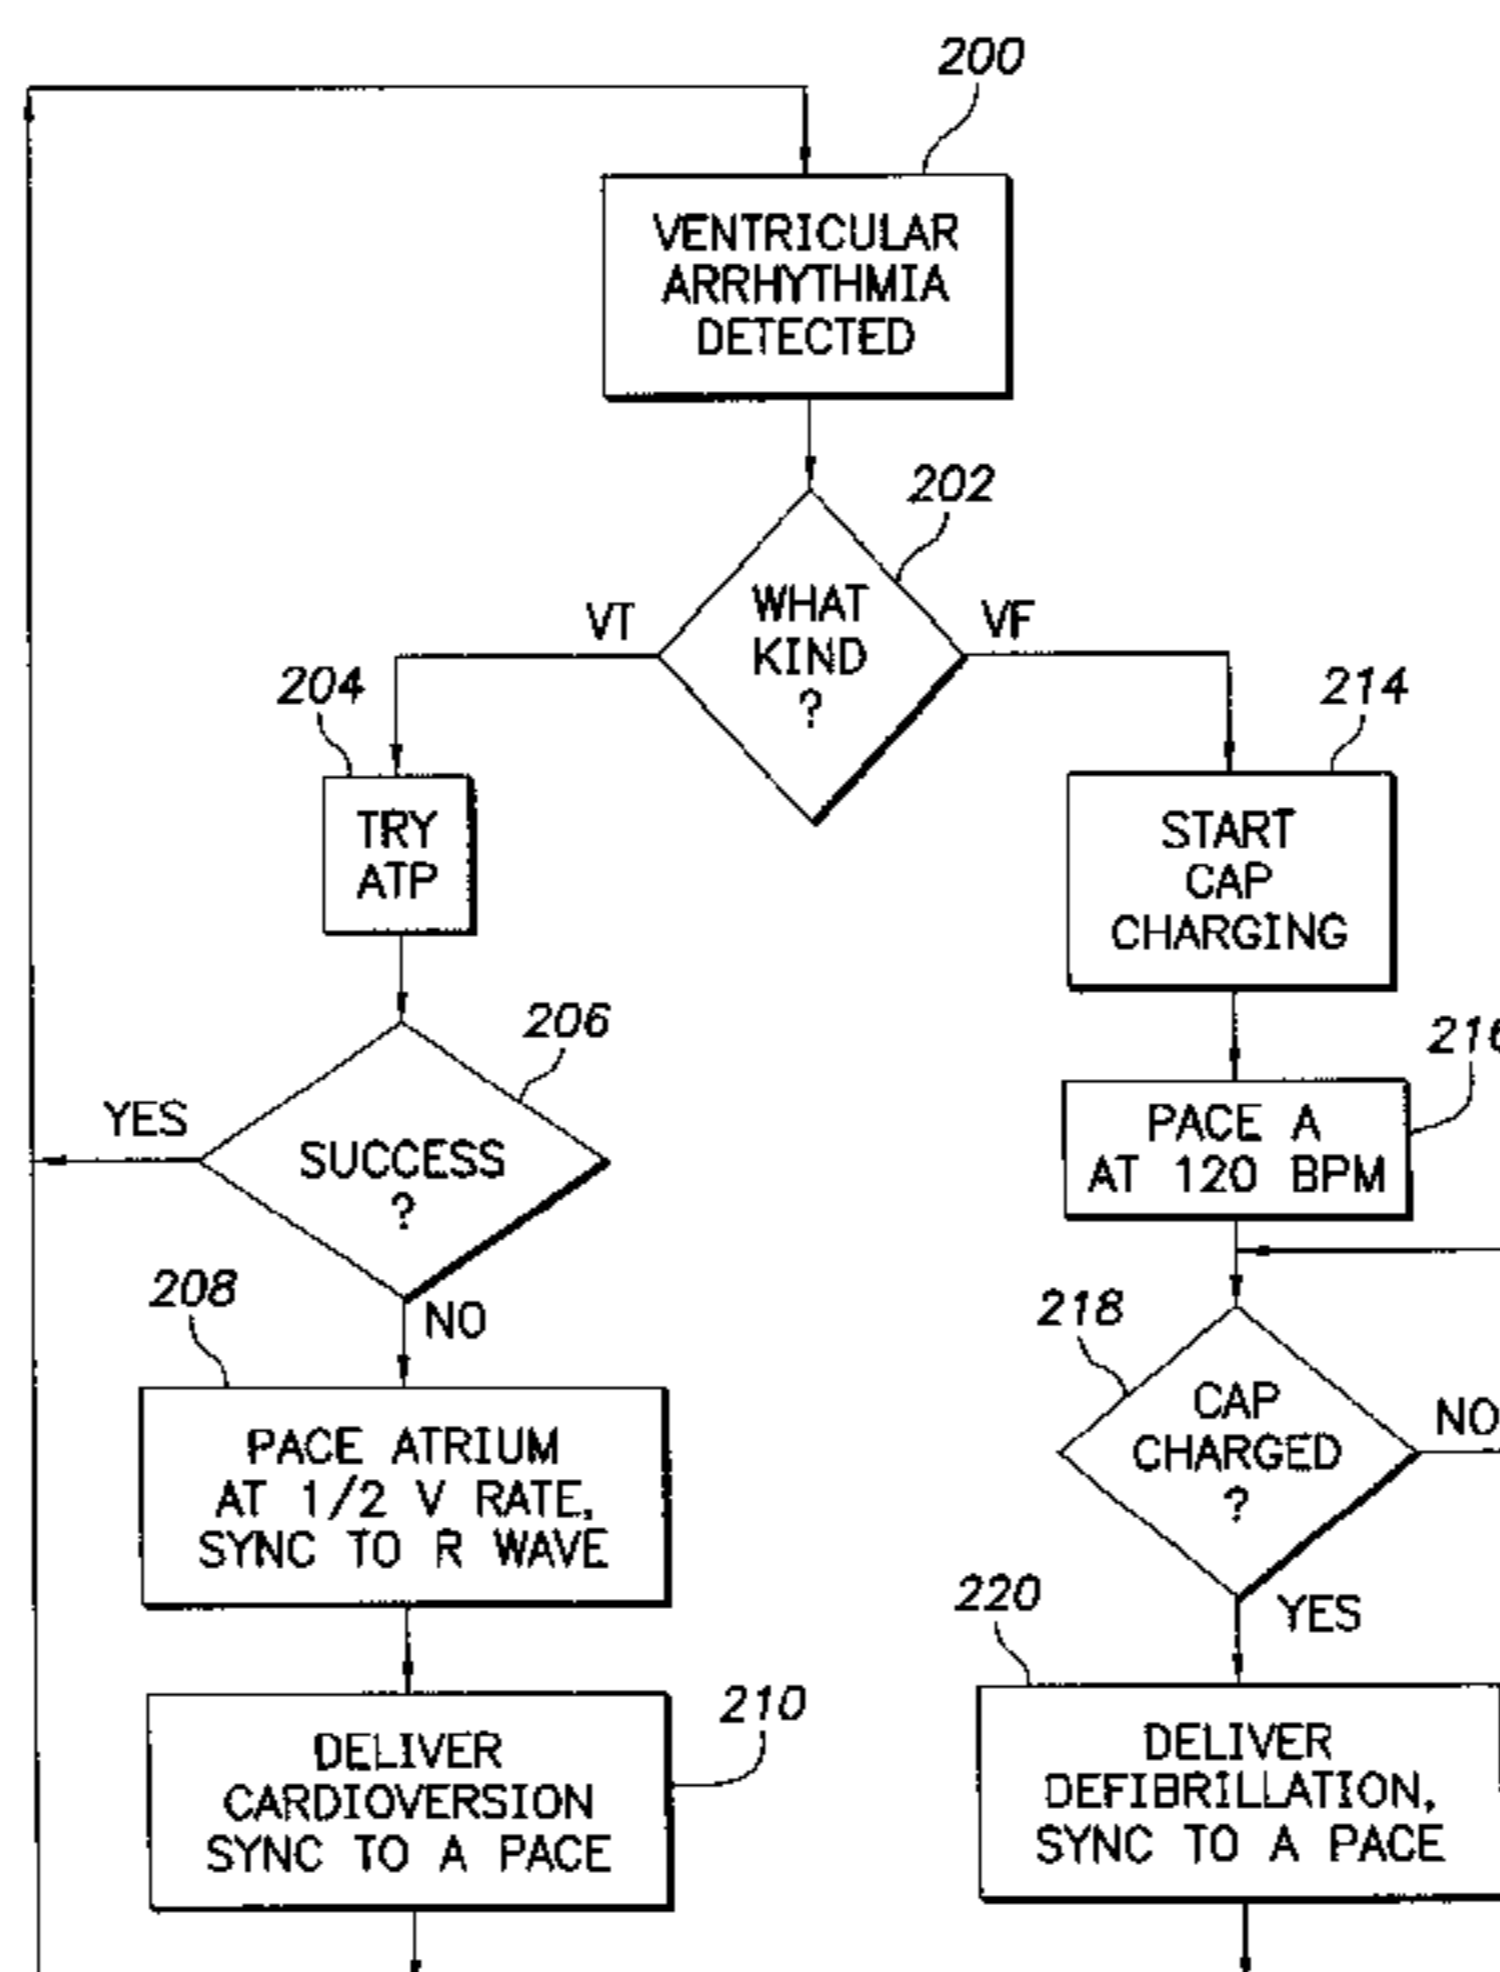 200
VENTRICULAR
ARRHYTHMIA
DETECTED
202
WHAT
KIND
?
VT
VF
204
TRY
ATP
214
START
CAP
CHARGING
206
SUCCESS
?
YES
NO
216
PACE A
AT 120 BPM
208
PACE ATRIUM
AT 1/2 V RATE,
SYNC TO R WAVE
218
CAP
CHARGED
?
NO
YES
210
DELIVER
CARDIOVERSION
SYNC TO A PACE
220
DELIVER
DEFIBRILLATION,
SYNC TO A PACE